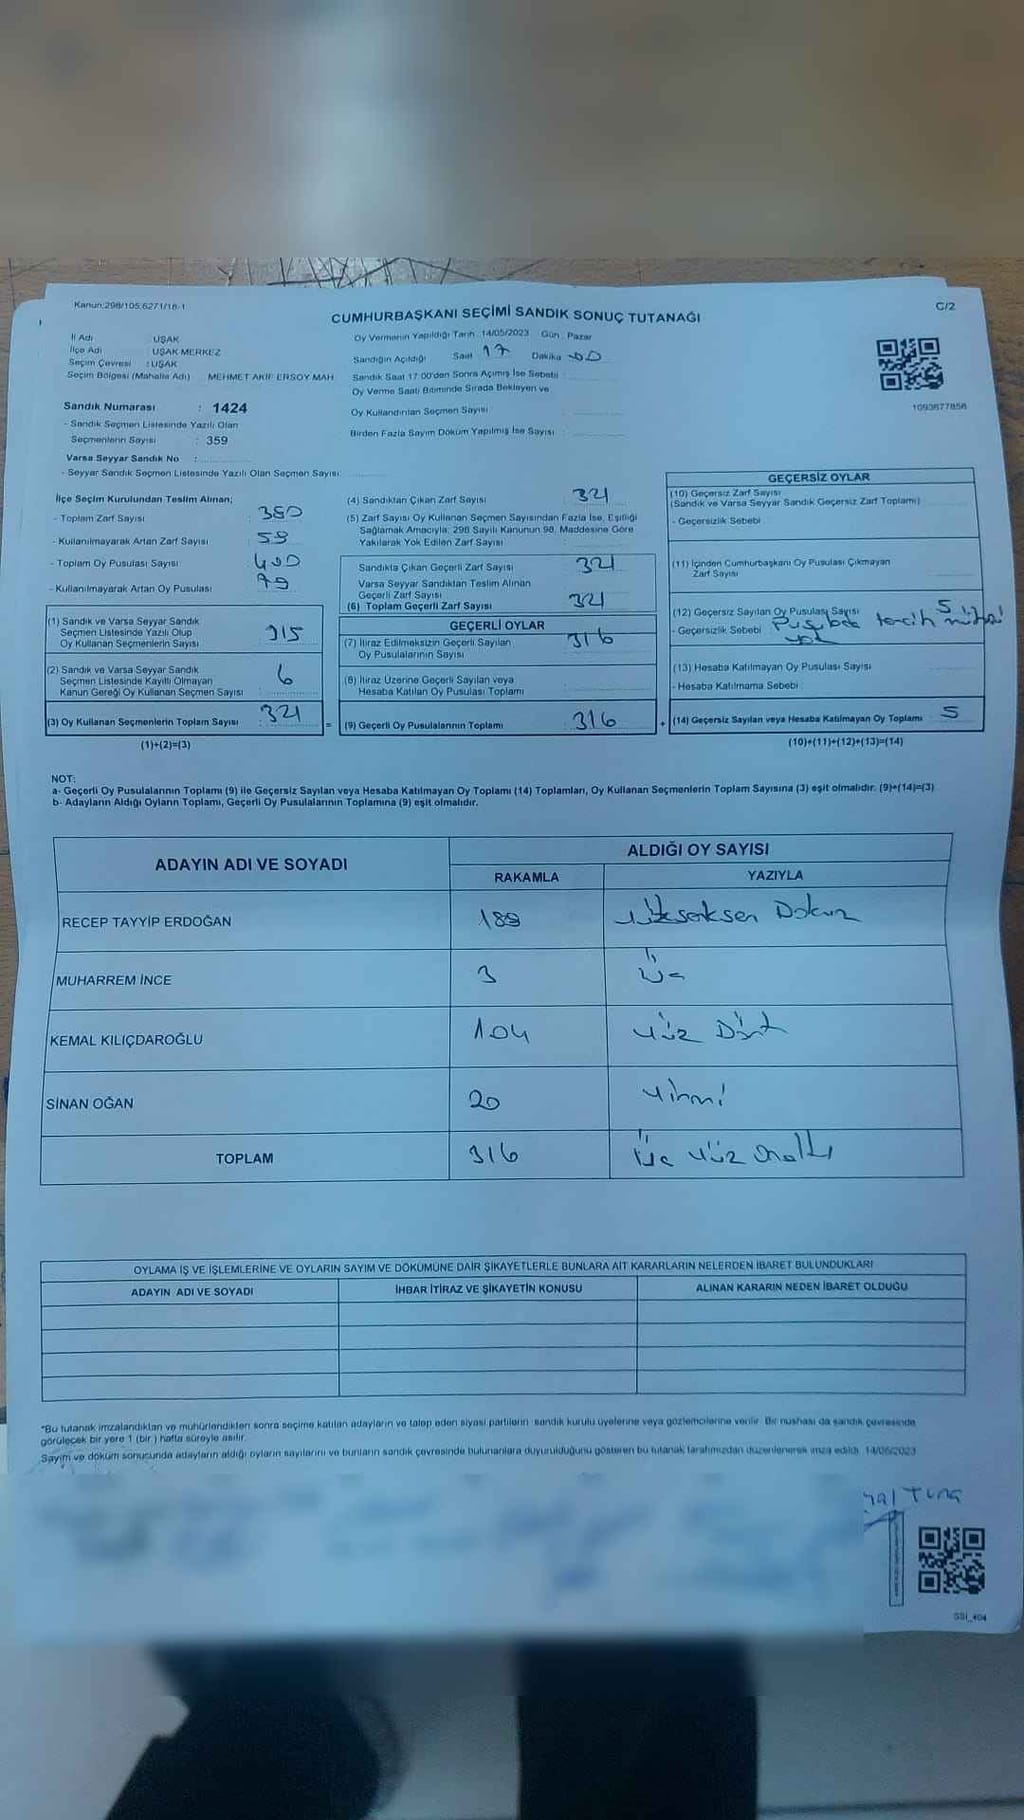 Kanun:298/105,6271/18-1
C/2
CUMHURBAŞKANI SEÇİMİ SANDIK SONUÇ TUTANAĞI
İl Adı : UŞAK
İlçe Adı : UŞAK MERKEZ
Seçim Çevresi : UŞAK
Seçim Bölgesi (Mahalle Adı) MEHMET AKİF ERSOY MAH
Sandık Numarası : 1424
- Sandık Seçmen Listesinde Yazılı Olan
Seçmenlerin Sayısı : 359
Varsa Seyyar Sandık No :
- Seyyar Sandık Seçmen Listesinde Yazılı Olan Seçmen Sayısı:
Oy Vermenin Yapıldığı Tarih :14/05/2023 Gün : Pazar
Sandığın Açıldığı Saat 17 Dakika 00
Sandık Saat 17:00'den Sonra Açımış İse Sebebi :
Oy Verme Saati Bitiminde Sırada Bekleyen ve
Oy Kullandırılan Seçmen Sayısı :
Birden Fazla Sayım Döküm Yapılmış İse Sayısı :
1093677858
İlçe Seçim Kurulundan Teslim Alınan;
- Toplam Zarf Sayısı : 380
- Kullanılmayarak Artan Zarf Sayısı : 59
- Toplam Oy Pusulası Sayısı : 400
- Kullanılmayarak Artan Oy Pusulası : 79
(1) Sandık ve Varsa Seyyar Sandık
Seçmen Listesinde Yazılı Olup
Oy Kullanan Seçmenlerin Sayısı : 315
(2) Sandık ve Varsa Seyyar Sandık
Seçmen Listesinde Kayıtlı Olmayan
Kanun Gereği Oy Kullanan Seçmen Sayısı : 6
(3) Oy Kullanan Seçmenlerin Toplam Sayısı : 321
(1)+(2)=(3)
=
(4) Sandıktan Çıkan Zarf Sayısı : 321
(5) Zarf Sayısı Oy Kullanan Seçmen Sayısından Fazla İse, Eşitliği
Sağlamak Amacıyla, 298 Sayılı Kanunun 98. Maddesine Göre
Yakılarak Yok Edilen Zarf Sayısı :
Sandıkta Çıkan Geçerli Zarf Sayısı : 321
Varsa Seyyar Sandıktan Teslim Alınan
Geçerli Zarf Sayısı :
(6) Toplam Geçerli Zarf Sayısı : 321
GEÇERLİ OYLAR
(7) İtiraz Edilmeksizin Geçerli Sayılan
Oy Pusulalarının Sayısı : 316
(8) İtiraz Üzerine Geçerli Sayılan veya
Hesaba Katılan Oy Pusulası Toplamı :
(9) Geçerli Oy Pusulalarının Toplamı : 316
+
GEÇERSİZ OYLAR
(10) Geçersiz Zarf Sayısı
(Sandık ve Varsa Seyyar Sandık Geçersiz Zarf Toplamı) :
- Geçersizlik Sebebi :
(11) İçinden Cumhurbaşkanı Oy Pusulası Çıkmayan
Zarf Sayısı
(12) Geçersiz Sayılan Oy Pusulası Sayısı : 5
- Geçersizlik Sebebi : tercih mührü
yok
(13) Hesaba Katılmayan Oy Pusulası Sayısı :
- Hesaba Katılmama Sebebi :
(14) Geçersiz Sayılan veya Hesaba Katılmayan Oy Toplamı : 5
(10)+(11)+(12)+(13)=(14)
NOT:
a- Geçerli Oy Pusulalarının Toplamı (9) ile Geçersiz Sayılan veya Hesaba Katılmayan Oy Toplamı (14) Toplamları, Oy Kullanan Seçmenlerin Toplam Sayısına (3) eşit olmalıdır. (9)+(14)=(3)
b- Adayların Aldığı Oyların Toplamı, Geçerli Oy Pusulalarının Toplamına (9) eşit olmalıdır.
ADAYIN ADI VE SOYADI
ALDIĞI OY SAYISI
RAKAMLA
YAZIYLA
RECEP TAYYİP ERDOĞAN 189 Yüzseksen Dokuz
MUHARREM İNCE 3 Üç
KEMAL KILIÇDAROĞLU 104 Yüz Dört
SİNAN OĞAN 20 Yirmi
TOPLAM 316 Üç Yüz Onaltı
OYLAMA İŞ VE İŞLEMLERİNE VE OYLARIN SAYIM VE DÖKÜMÜNE DAİR ŞİKAYETLERLE BUNLARA AİT KARARLARIN NELERDEN İBARET BULUNDUKLARI
ADAYIN ADI VE SOYADI
İHBAR İTİRAZ VE ŞİKAYETİN KONUSU
ALINAN KARARIN NEDEN İBARET OLDUĞU
*Bu tutanak imzalandıktan ve mühürlendikten sonra seçime katılan adayların ve talep eden siyasi partilerin sandık kurulu üyelerine veya gözlemcilerine verilir. Bir nüshası da sandık çevresinde
görülecek bir yere 1 (bir ) hafta süreyle asılır.
Sayım ve döküm sonucunda adayların aldığı oyların sayılarını ve bunların sandık çevresinde bulunanlara duyurulduğunu gösteren bu tutanak tarafımızdan düzenlenerek imza edildi. 14/05/2023
SSI_404